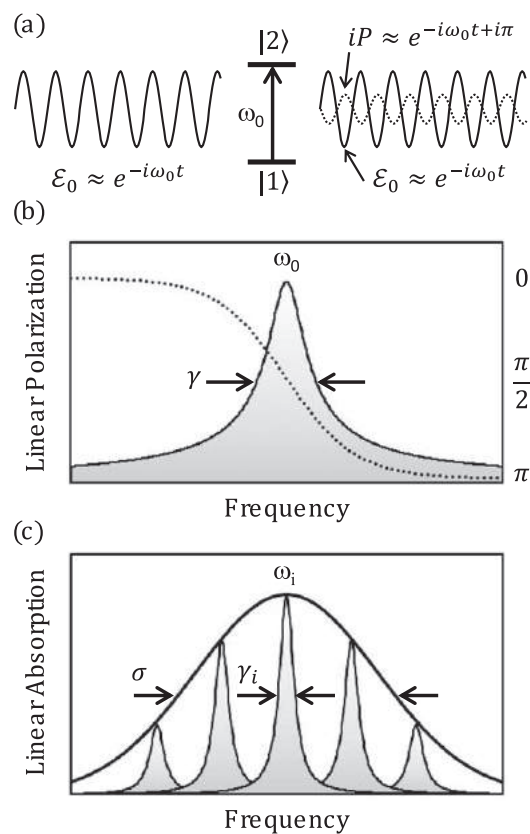 (a)
|2⟩
iP ≈ e^{-iω₀t+iπ}
ω₀
ℰ₀ ≈ e^{-iω₀t}
|1⟩
ℰ₀ ≈ e^{-iω₀t}
(b)
ω₀
0
Linear Polarization
γ
π/2
π
Frequency
(c)
ωᵢ
Linear Absorption
σ
γᵢ
Frequency